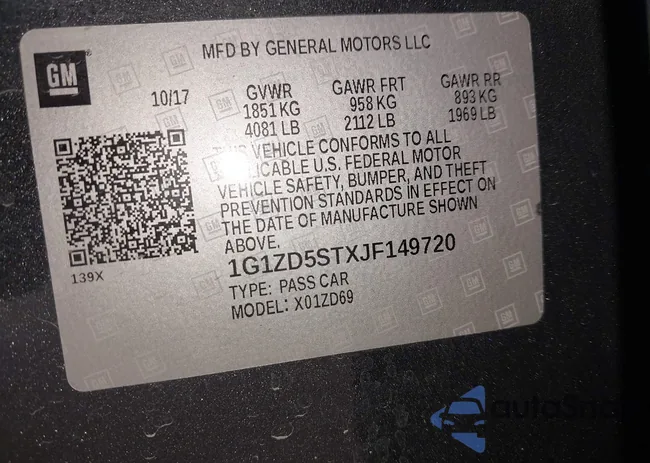 MFD BY GENERAL MOTORS LLC
GM
10/17
GVWR GAWR FRT GAWR RR
1851 KG 958 KG 893 KG
4081 LB 2112 LB 1969 LB
THIS VEHICLE CONFORMS TO ALL
U.S. FEDERAL MOTOR
VEHICLE SAFETY, BUMPER, AND THEFT
PREVENTION STANDARDS IN EFFECT ON
THE DATE OF MANUFACTURE SHOWN
ABOVE.
139X
1G1ZD5STXJF149720
TYPE: PASS CAR
MODEL: X01ZD69